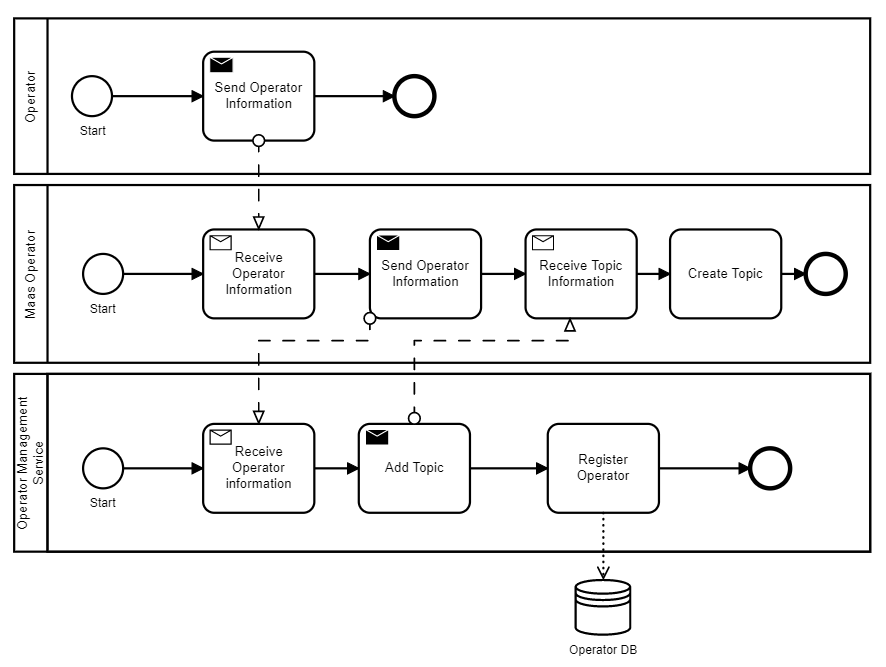 Operator
Start
Send Operator
Information
Maas Operator
Start
Receive
Operator
Information
Send Operator
Information
Receive Topic
Information
Create Topic
Operator Management
Service
Start
Receive
Operator
information
Add Topic
Register
Operator
Operator DB